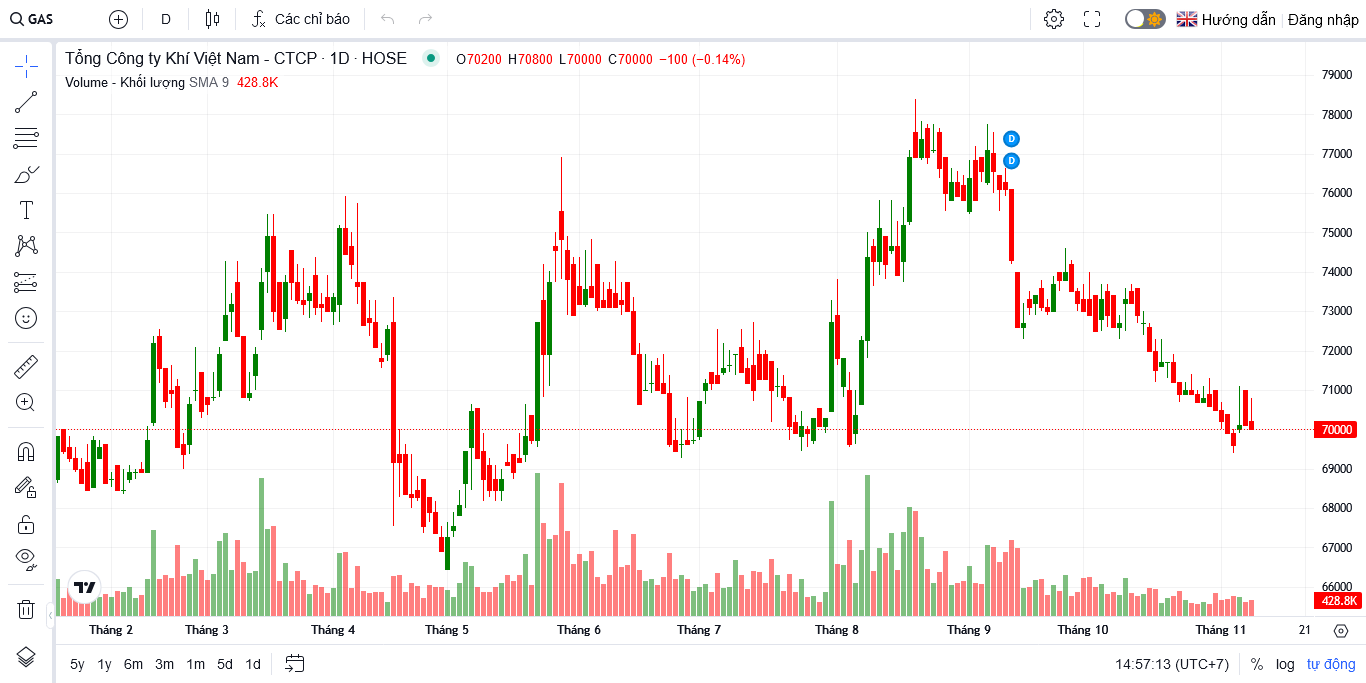 GAS D Các chỉ báo Hướng dẫn Đăng nhập
Tổng Công ty Khí Việt Nam - CTCP · 1D · HOSE O70200 H70800 L70000 C70000 −100 (−0.14%)
Volume - Khối lượng SMA 9 428.8K
79000
78000
D
77000
D
76000
75000
74000
73000
72000
71000
70000
69000
68000
67000
66000
428.8K
Tháng 2 Tháng 3 Tháng 4 Tháng 5 Tháng 6 Tháng 7 Tháng 8 Tháng 9 Tháng 10 Tháng 11 21
5y 1y 6m 3m 1m 5d 1d 14:57:13 (UTC+7) % log tự động